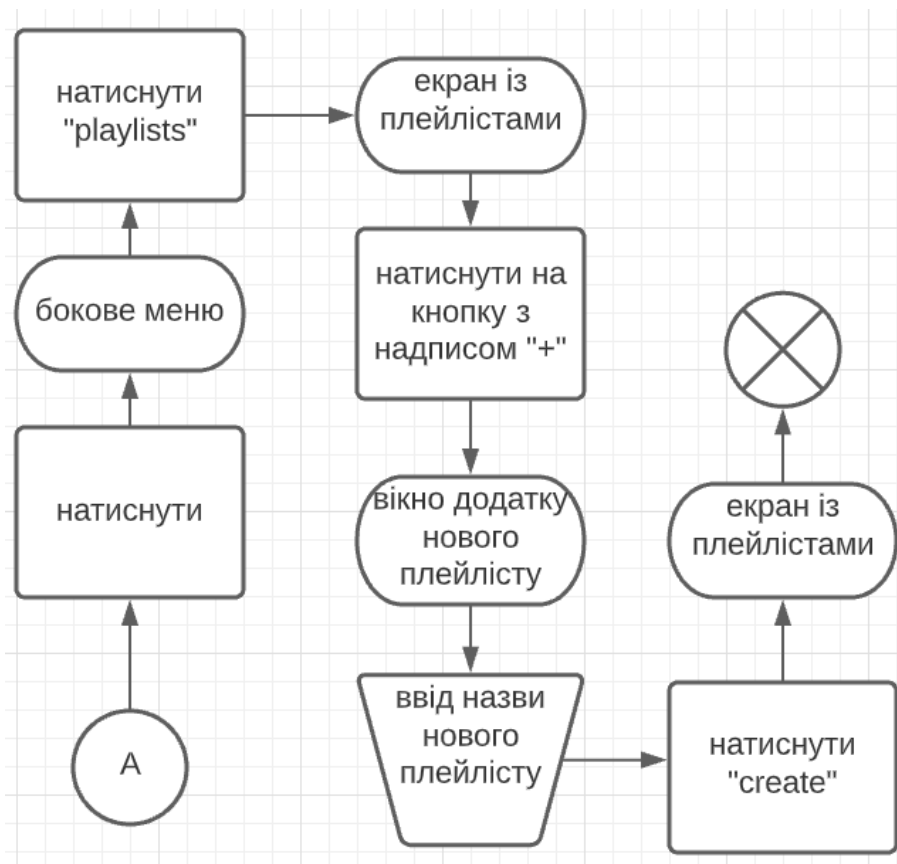 А
натиснути
бокове меню
натиснути
"playlists"
екран із
плейлістами
натиснути на
кнопку з
надписом "+"
вікно додатку
нового
плейлісту
ввід назви
нового
плейлісту
натиснути
"create"
екран із
плейлістами